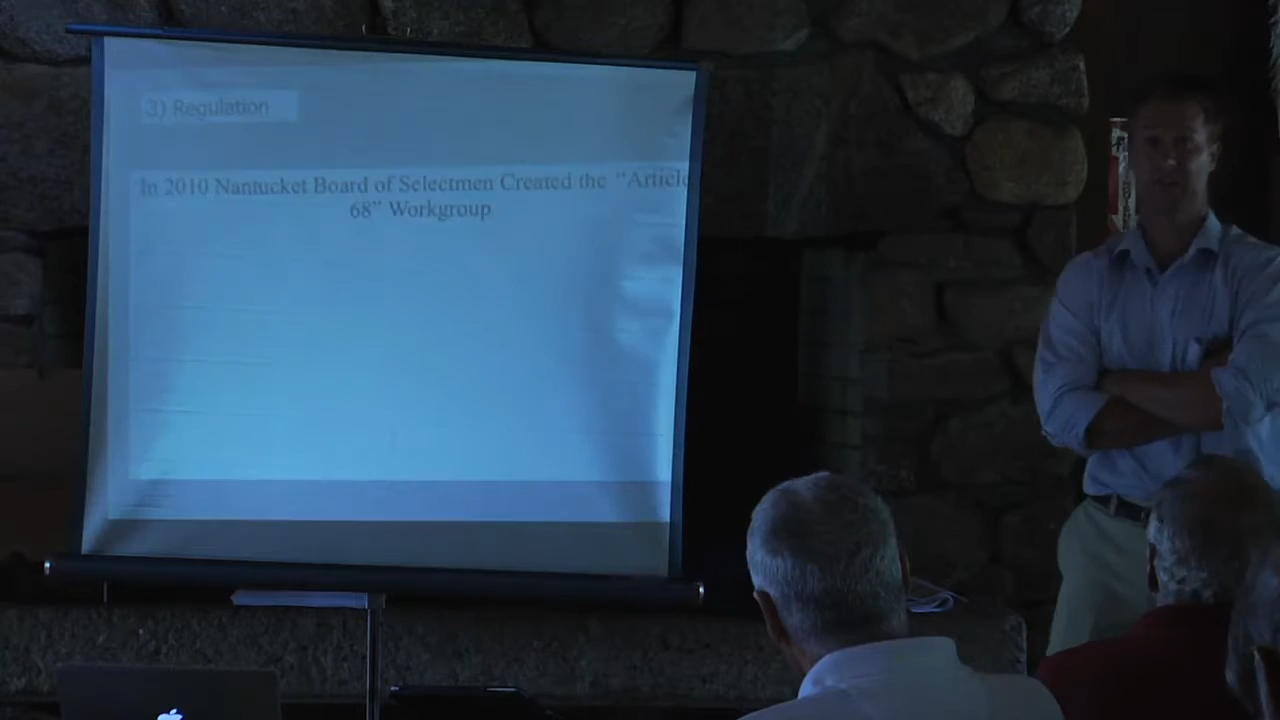 3) Regulation
In 2010 Nantucket Board of Selectmen Created the “Article
68” Workgroup